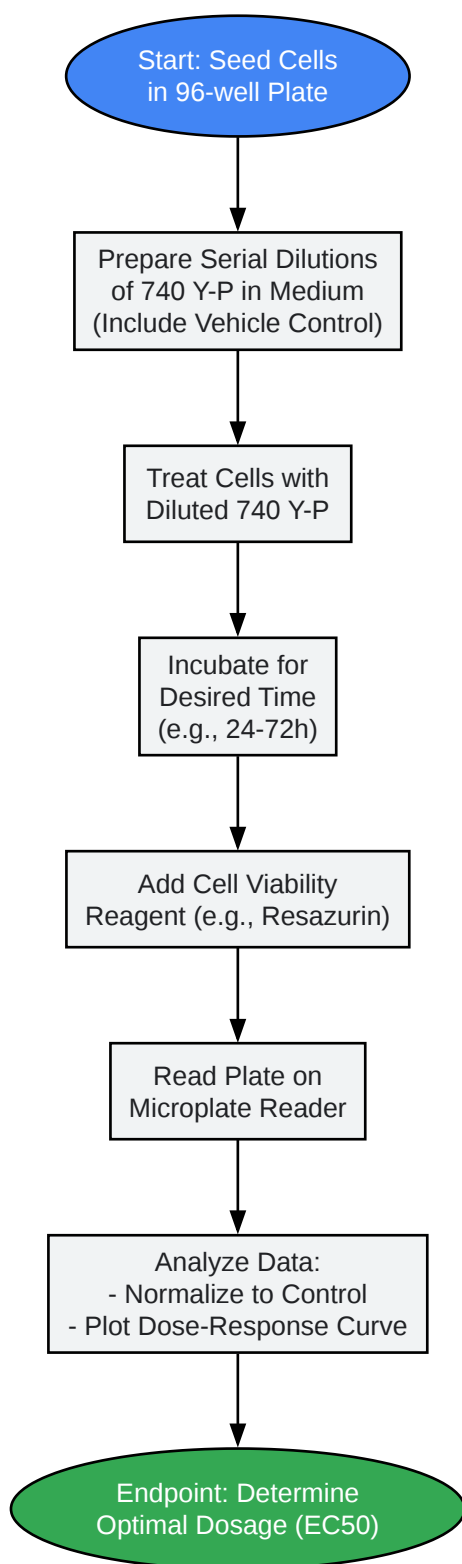 Start: Seed Cells
in 96-well Plate
Prepare Serial Dilutions
of 740 Y-P in Medium
(Include Vehicle Control)
Treat Cells with
Diluted 740 Y-P
Incubate for
Desired Time
(e.g., 24-72h)
Add Cell Viability
Reagent (e.g., Resazurin)
Read Plate on
Microplate Reader
Analyze Data:
- Normalize to Control
- Plot Dose-Response Curve
Endpoint: Determine
Optimal Dosage (EC50)